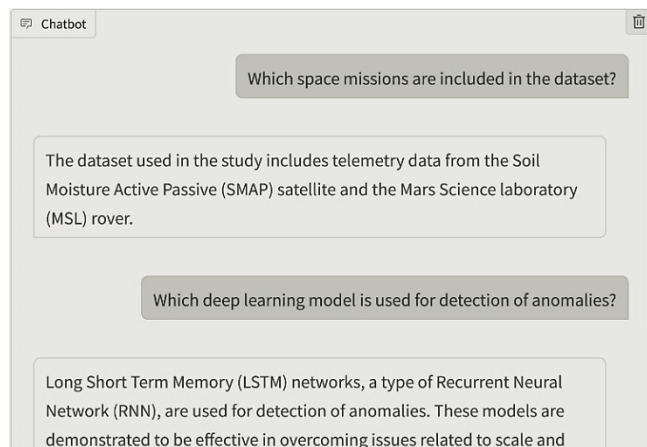 Chatbot
Which space missions are included in the dataset?
The dataset used in the study includes telemetry data from the Soil
Moisture Active Passive (SMAP) satellite and the Mars Science laboratory
(MSL) rover.
Which deep learning model is used for detection of anomalies?
Long Short Term Memory (LSTM) networks, a type of Recurrent Neural
Network (RNN), are used for detection of anomalies. These models are
demonstrated to be effective in overcoming issues related to scale and